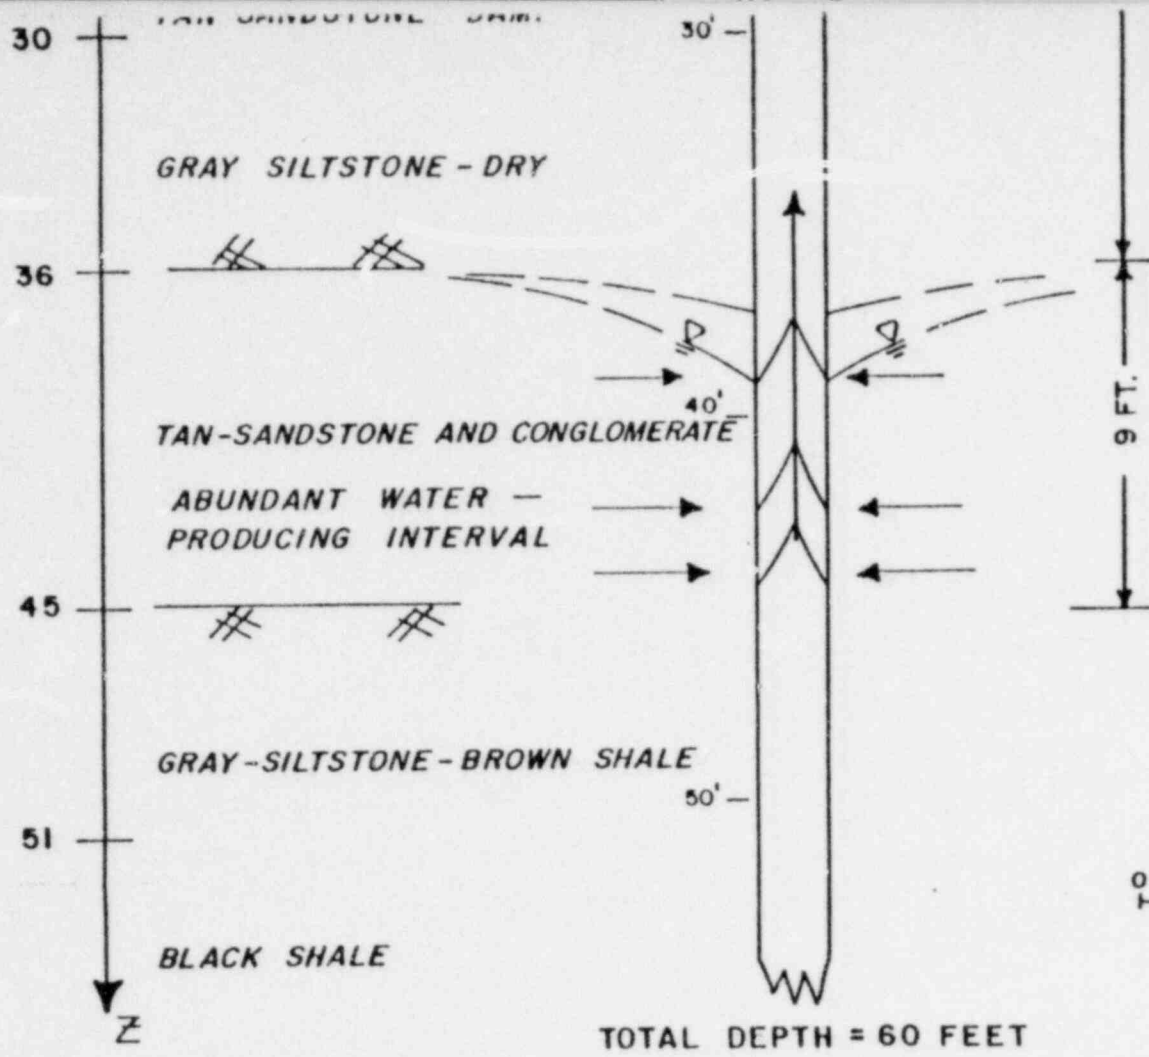 30
30'
GRAY SILTSTONE - DRY
36
9 FT.
40'
TAN-SANDSTONE AND CONGLOMERATE
ABUNDANT WATER —
PRODUCING INTERVAL
45
GRAY-SILTSTONE-BROWN SHALE
50'
51
BLACK SHALE
Z
TOTAL DEPTH = 60 FEET